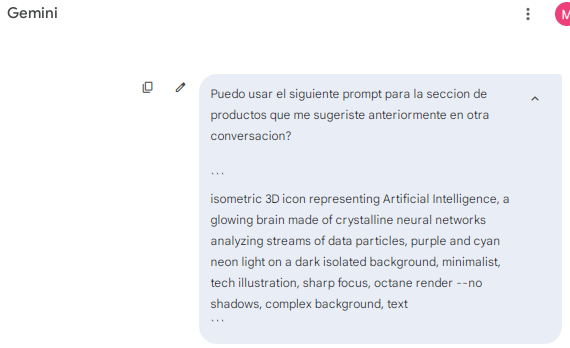 Gemini
M
Puedo usar el siguiente prompt para la seccion de
productos que me sugeriste anteriormente en otra
conversacion?
```
isometric 3D icon representing Artificial Intelligence, a
glowing brain made of crystalline neural networks
analyzing streams of data particles, purple and cyan
neon light on a dark isolated background, minimalist,
tech illustration, sharp focus, octane render --no
shadows, complex background, text
```